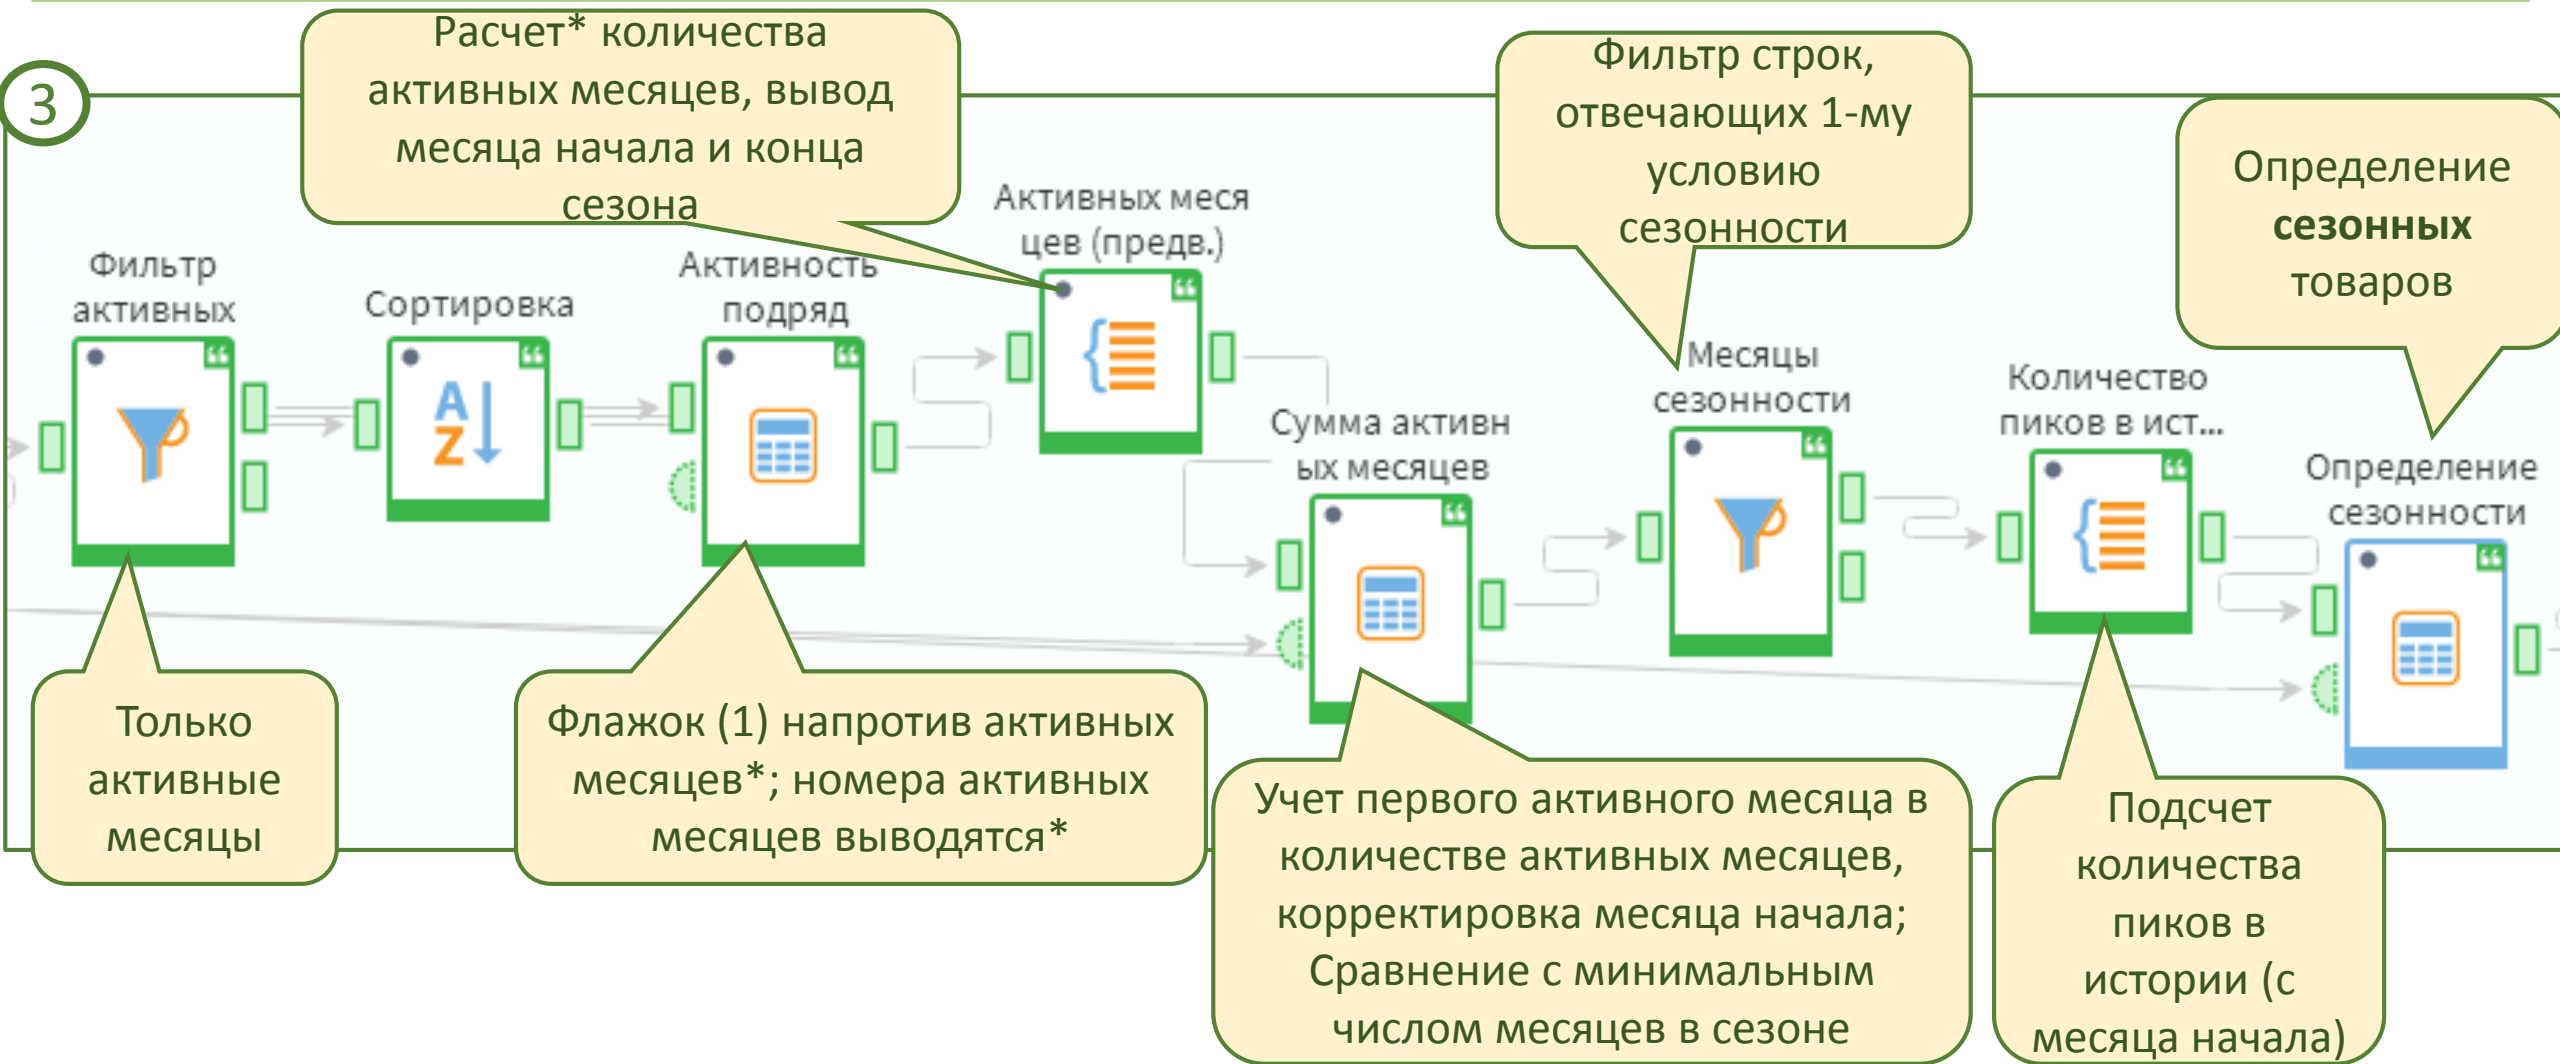 3
Расчет* количества
активных месяцев, вывод
месяца начала и конца
сезона
Фильтр строк,
отвечающих 1-му
условию
сезонности
Определение
сезонных
товаров
Фильтр
активных
Сортировка
Активность
подряд
Активных меся
цев (предв.)
Сумма активн
ых месяцев
Месяцы
сезонности
Количество
пиков в ист...
Определение
сезонности
A
Z
Только
активные
месяцы
Флажок (1) напротив активных
месяцев*; номера активных
месяцев выводятся*
Учет первого активного месяца в
количестве активных месяцев,
корректировка месяца начала;
Сравнение с минимальным
числом месяцев в сезоне
Подсчет
количества
пиков в
истории (с
месяца начала)